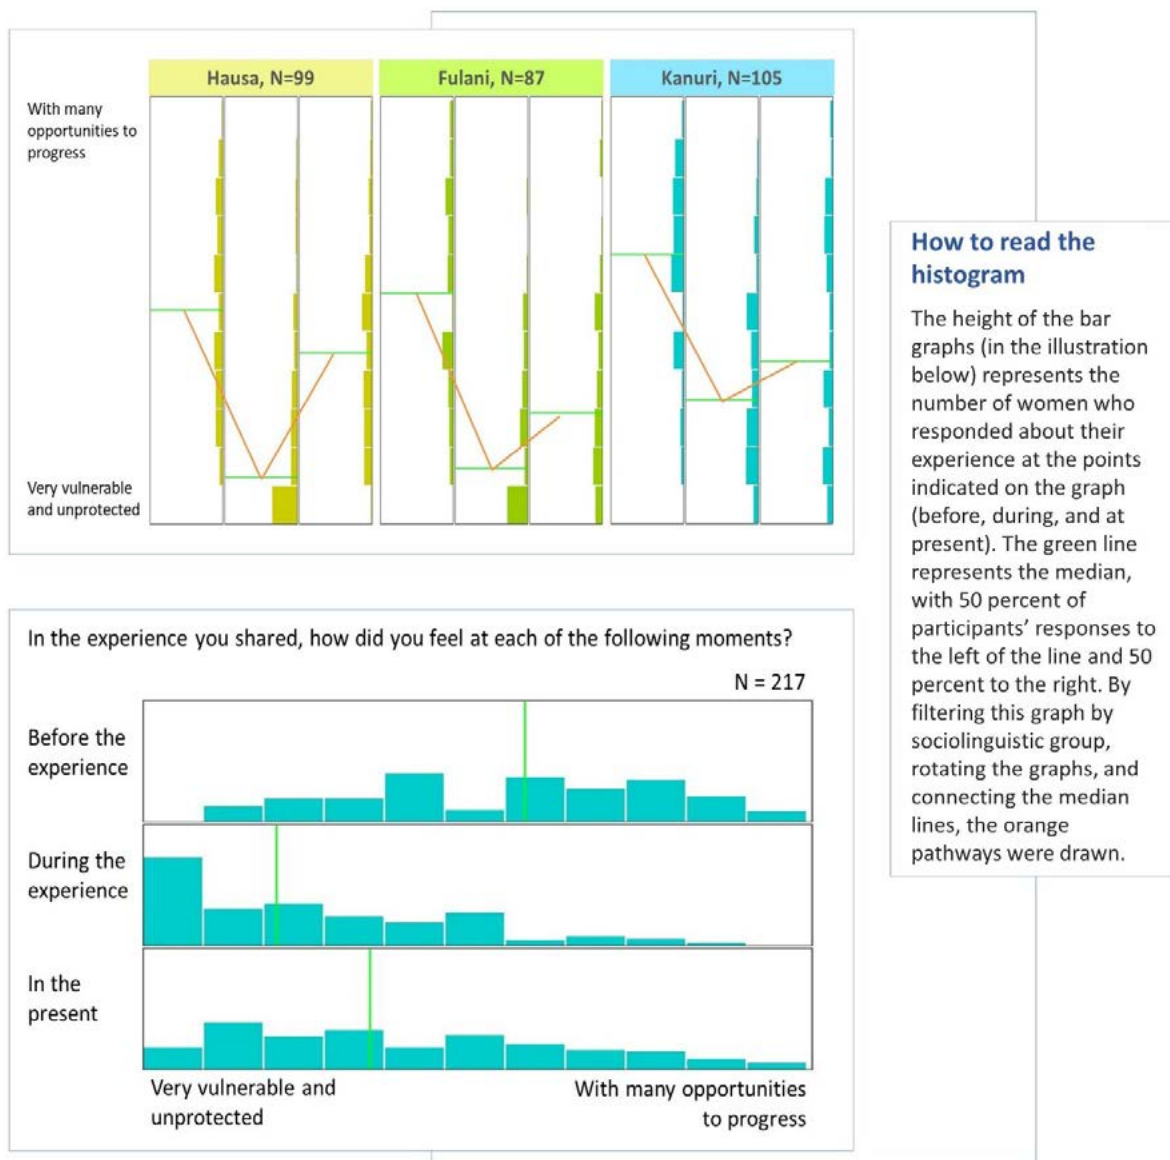 Hausa, N=99
Fulani, N=87
Kanuri, N=105
With many
opportunities to
progress
Very vulnerable
and unprotected
How to read the
histogram
The height of the bar
graphs (in the illustration
below) represents the
number of women who
responded about their
experience at the points
indicated on the graph
(before, during, and at
present). The green line
represents the median,
with 50 percent of
participants’ responses to
the left of the line and 50
percent to the right. By
filtering this graph by
sociolinguistic group,
rotating the graphs, and
connecting the median
lines, the orange
pathways were drawn.
In the experience you shared, how did you feel at each of the following moments?
N = 217
Before the
experience
During the
experience
In the
present
Very vulnerable and
unprotected
With many opportunities
to progress